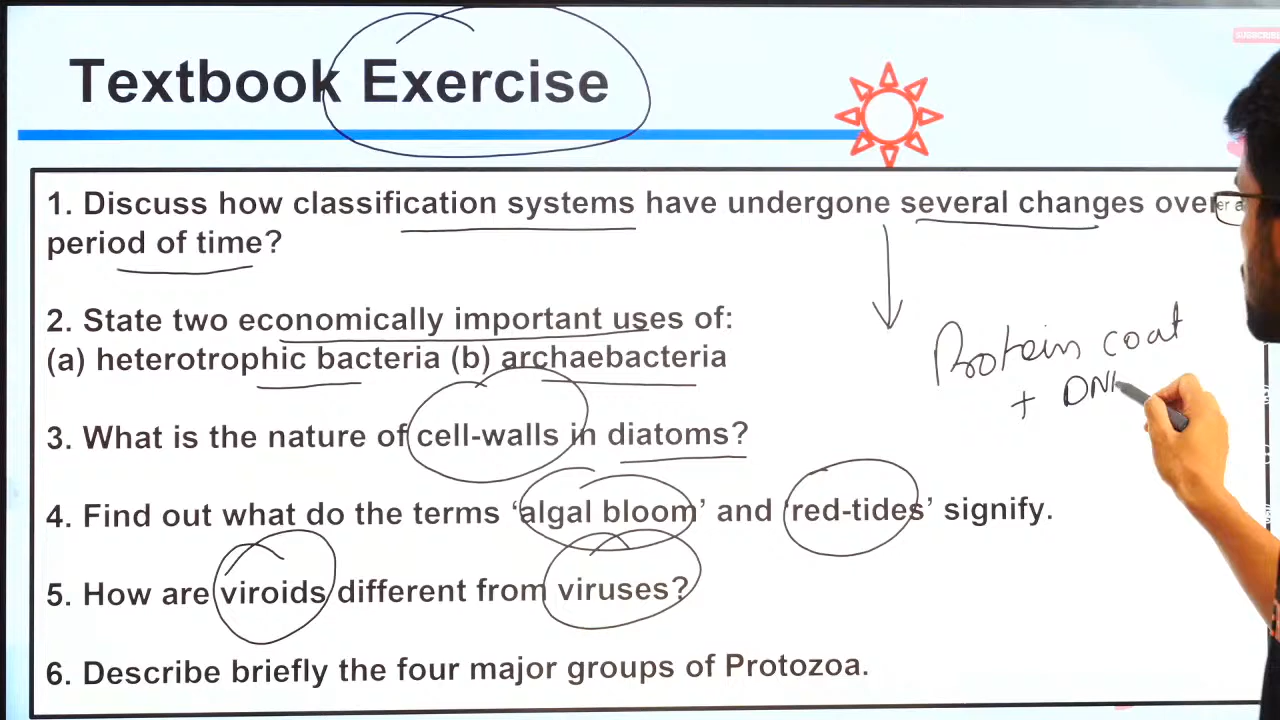 SUBSCRIBE
Textbook Exercise
1. Discuss how classification systems have undergone several changes over a
period of time?
2. State two economically important uses of:
(a) heterotrophic bacteria (b) archaebacteria
Protein coat
+ DN
3. What is the nature of cell-walls in diatoms?
4. Find out what do the terms ‘algal bloom’ and ‘red-tides’ signify.
5. How are viroids different from viruses?
6. Describe briefly the four major groups of Protozoa.